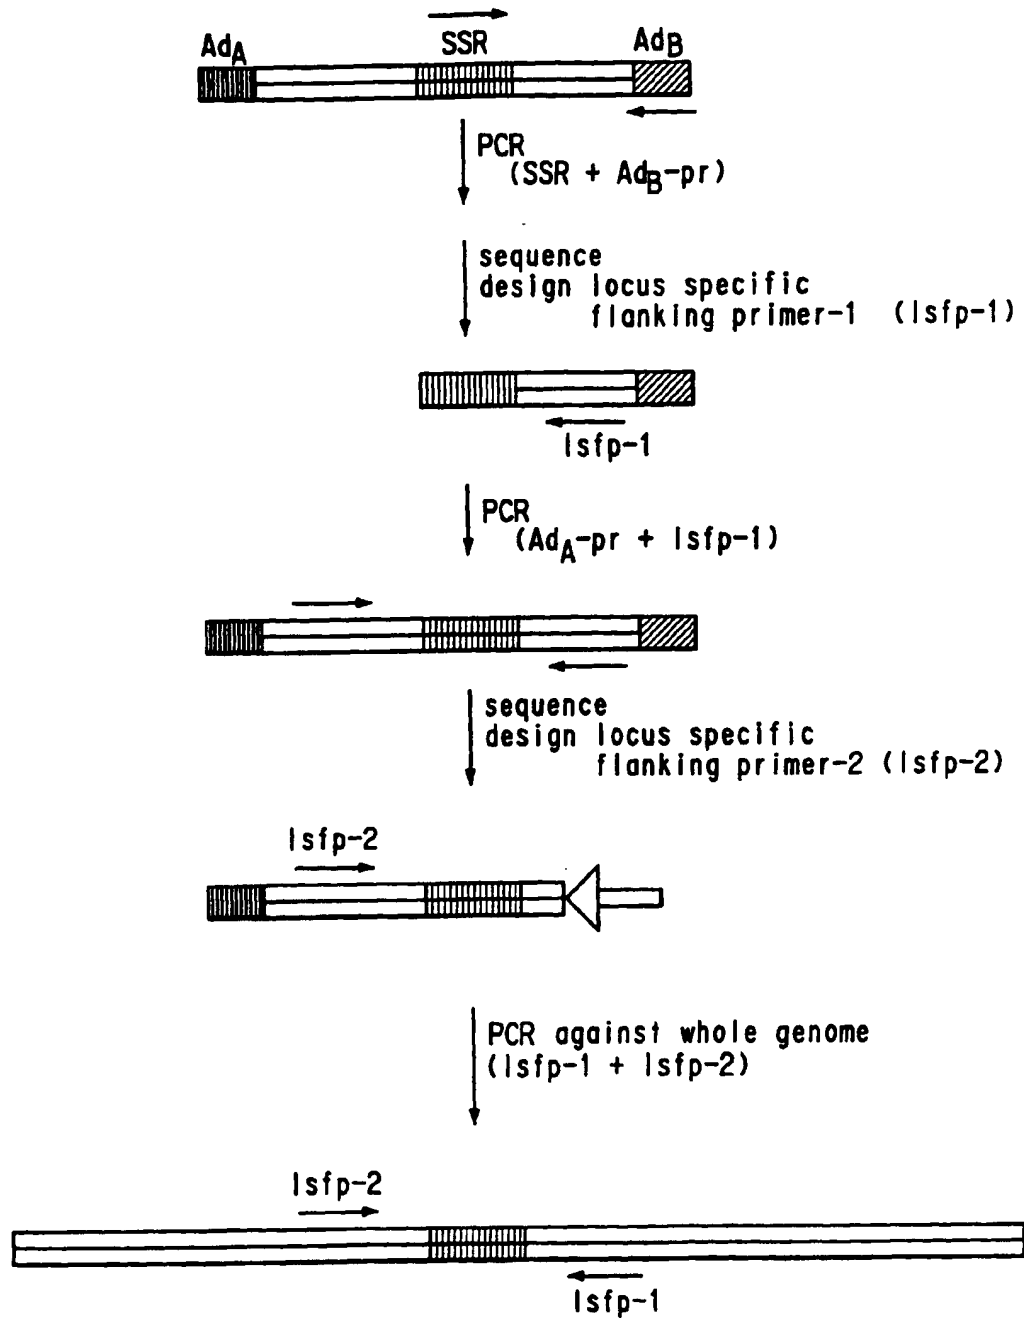 AdA SSR AdB
PCR
(SSR + AdB-pr)
sequence
design locus specific
flanking primer-1 (lsfp-1)
lsfp-1
PCR
(AdA-pr + lsfp-1)
sequence
design locus specific
flanking primer-2 (lsfp-2)
lsfp-2
PCR against whole genome
(lsfp-1 + lsfp-2)
lsfp-2
lsfp-1